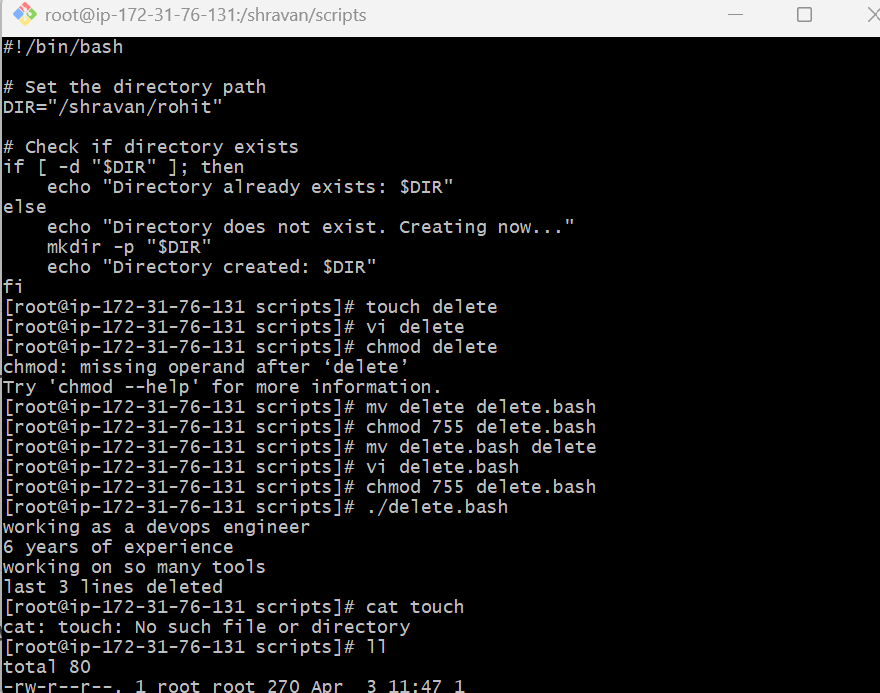 root@ip-172-31-76-131:/shravan/scripts
#!/bin/bash

# Set the directory path
DIR="/shravan/rohit"

# Check if directory exists
if [ -d "$DIR" ]; then
    echo "Directory already exists: $DIR"
else
    echo "Directory does not exist. Creating now..."
    mkdir -p "$DIR"
    echo "Directory created: $DIR"
fi
[root@ip-172-31-76-131 scripts]# touch delete
[root@ip-172-31-76-131 scripts]# vi delete
[root@ip-172-31-76-131 scripts]# chmod delete
chmod: missing operand after ‘delete’
Try 'chmod --help' for more information.
[root@ip-172-31-76-131 scripts]# mv delete delete.bash
[root@ip-172-31-76-131 scripts]# chmod 755 delete.bash
[root@ip-172-31-76-131 scripts]# mv delete.bash delete
[root@ip-172-31-76-131 scripts]# vi delete.bash
[root@ip-172-31-76-131 scripts]# chmod 755 delete.bash
[root@ip-172-31-76-131 scripts]# ./delete.bash
working as a devops engineer
6 years of experience
working on so many tools
last 3 lines deleted
[root@ip-172-31-76-131 scripts]# cat touch
cat: touch: No such file or directory
[root@ip-172-31-76-131 scripts]# ll
total 80
-rw-r--r--. 1 root root 270 Apr  3 11:47 1